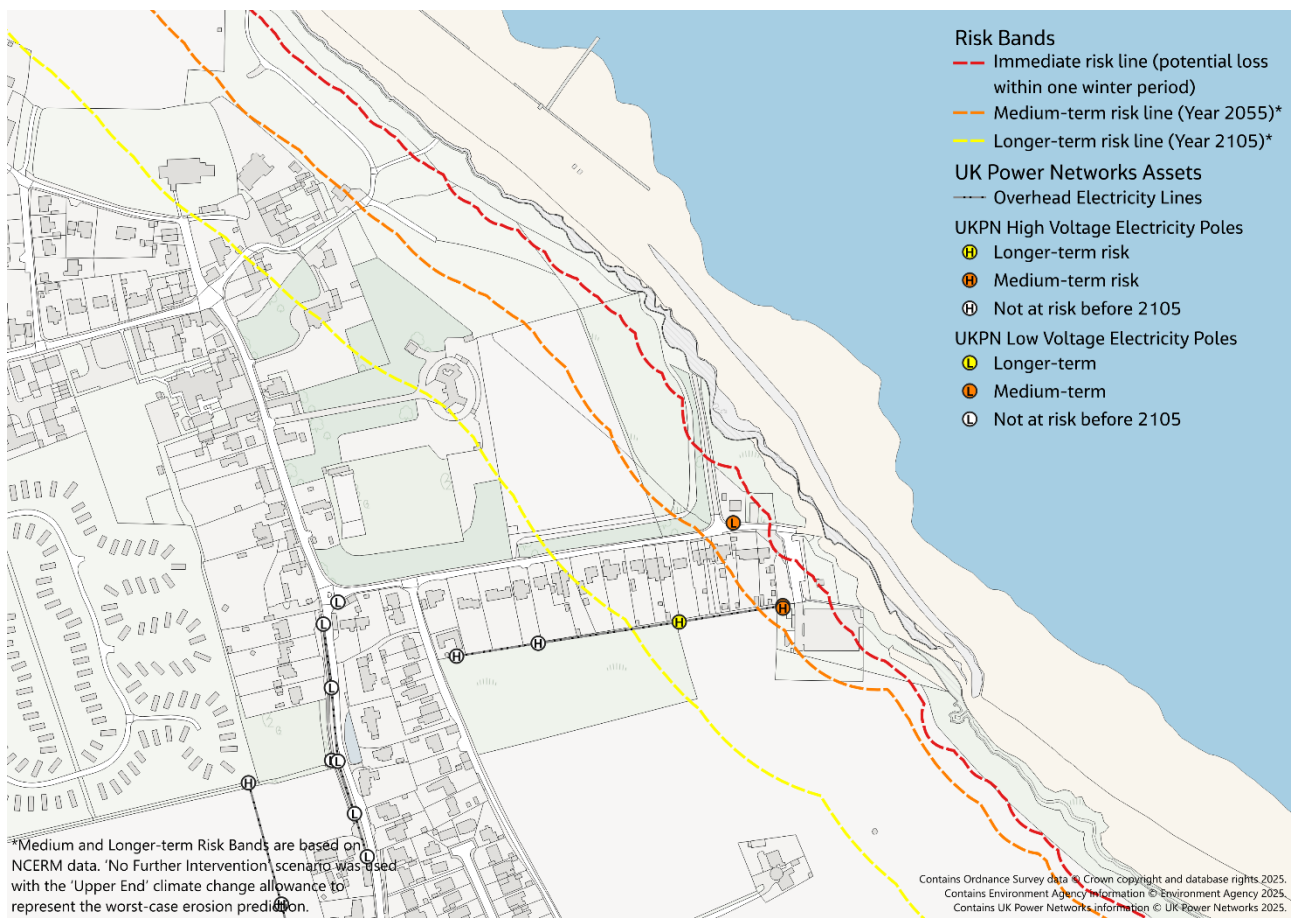 Risk Bands
Immediate risk line (potential loss
within one winter period)
Medium-term risk line (Year 2055)*
Longer-term risk line (Year 2105)*
UK Power Networks Assets
Overhead Electricity Lines
UKPN High Voltage Electricity Poles
H Longer-term risk
H Medium-term risk
H Not at risk before 2105
UKPN Low Voltage Electricity Poles
L Longer-term
L Medium-term
L Not at risk before 2105
L
H
H
H
H
L
L
L
L
L
H
L
L
H
*Medium and Longer-term Risk Bands are based on
NCERM data. 'No Further Intervention' scenario was used
with the 'Upper End' climate change allowance to
represent the worst-case erosion prediction.
Contains Ordnance Survey data © Crown copyright and database rights 2025.
Contains Environment Agency information © Environment Agency 2025.
Contains UK Power Networks information © UK Power Networks 2025.